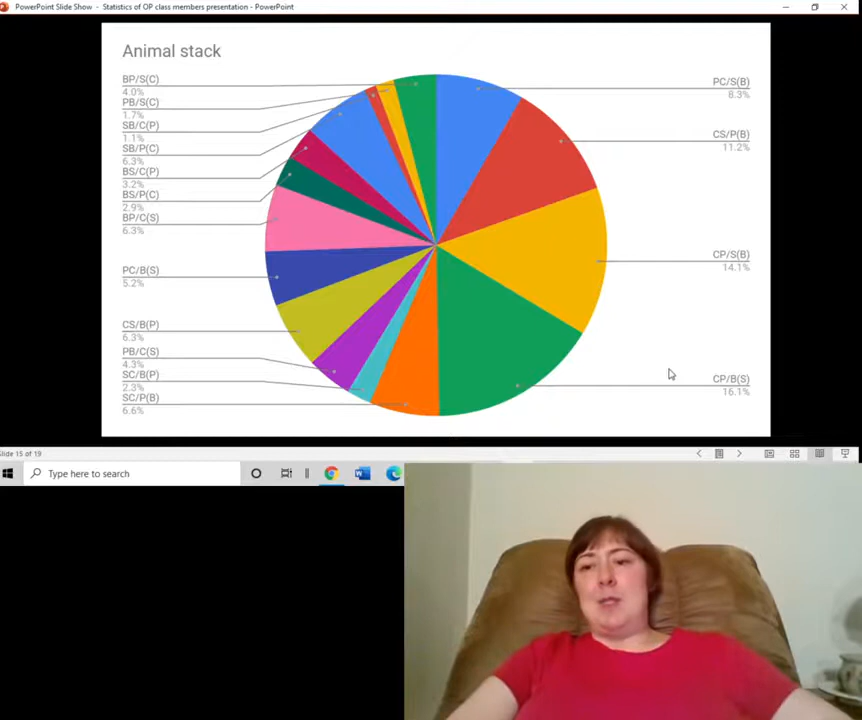 PowerPoint Slide Show - Statistics of OP class members presentation - PowerPoint
Animal stack
BP/S(C)
4.0%
PB/S(C)
1.7%
SB/C(P)
1.1%
SB/P(C)
6.3%
BS/C(P)
3.2%
BS/P(C)
2.9%
BP/C(S)
6.3%
PC/B(S)
5.2%
CS/B(P)
6.3%
PB/C(S)
4.3%
SC/B(P)
2.3%
SC/P(B)
6.6%
PC/S(B)
8.3%
CS/P(B)
11.2%
CP/S(B)
14.1%
CP/B(S)
16.1%
Slide 15 of 19
Type here to search